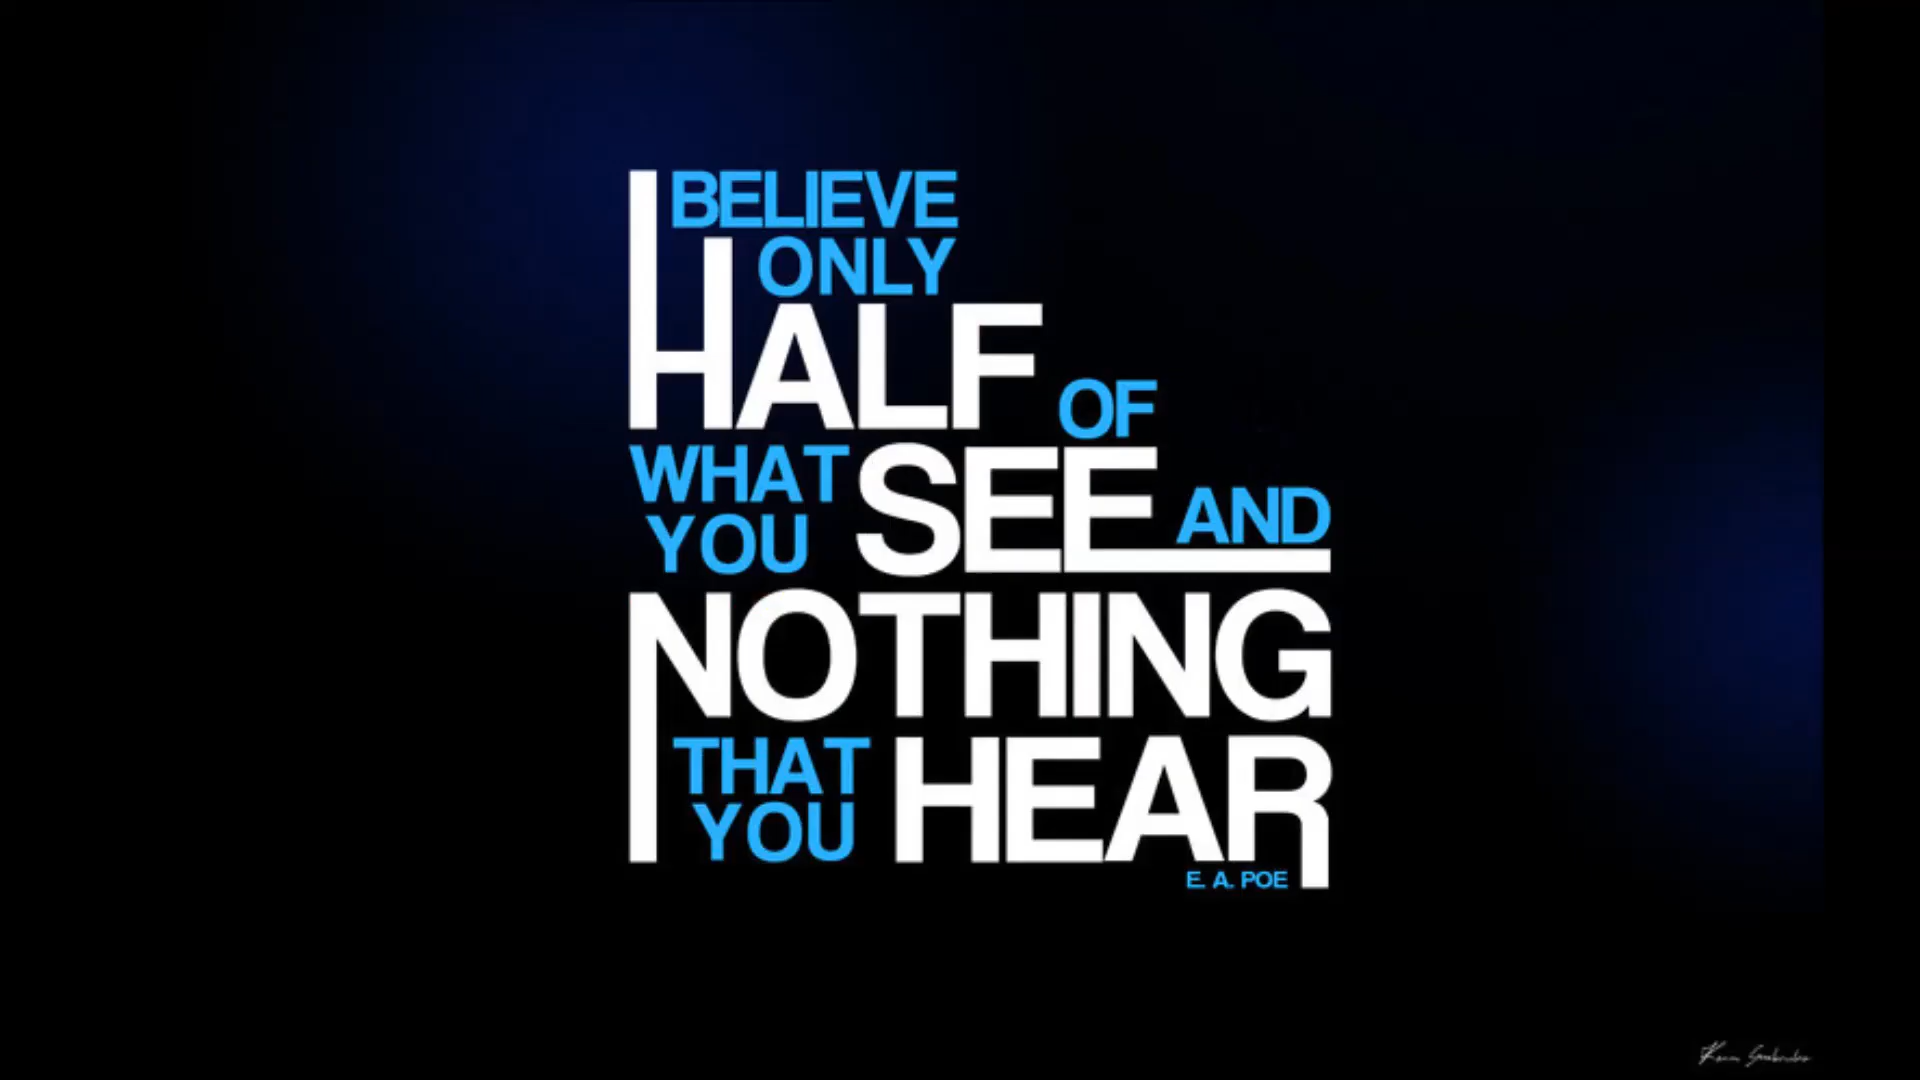 BELIEVE
ONLY
HALF OF
WHAT SEE AND
YOU
NOTHING
THAT HEAR
YOU
E. A. POE